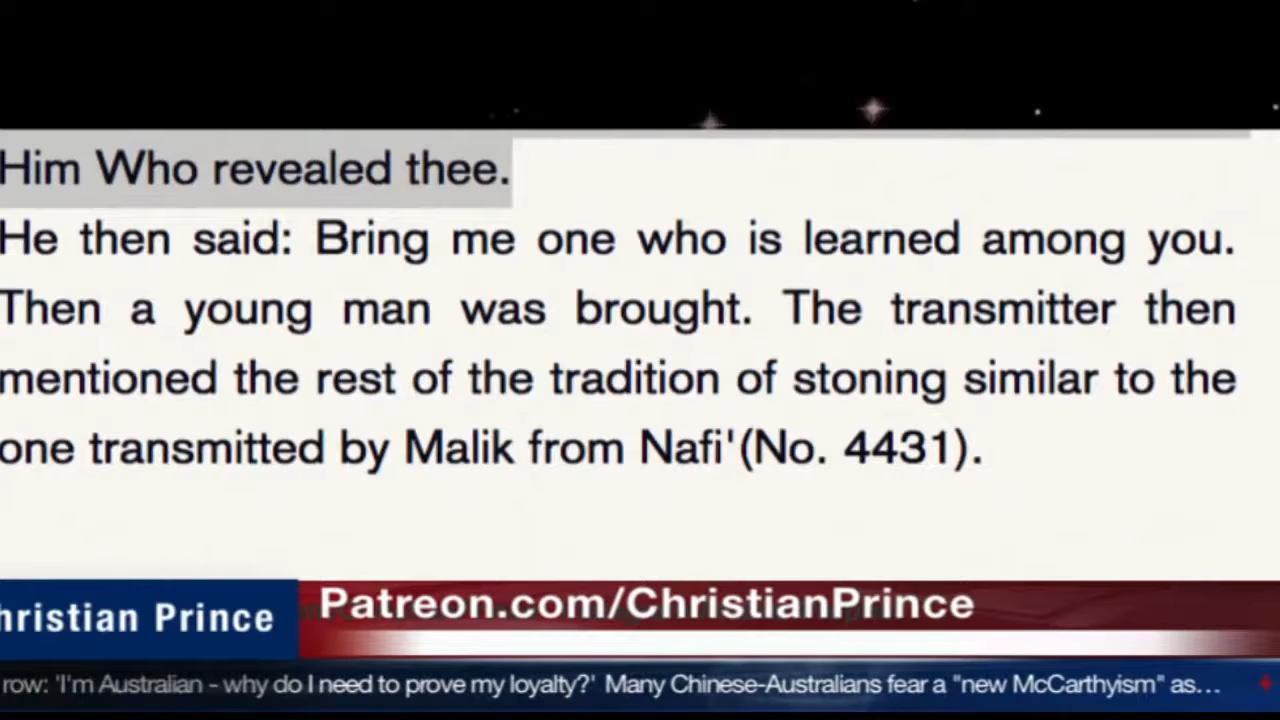 Him Who revealed thee.
He then said: Bring me one who is learned among you.
Then a young man was brought. The transmitter then
mentioned the rest of the tradition of stoning similar to the
one transmitted by Malik from Nafi'(No. 4431).
hristian Prince
Patreon.com/ChristianPrince
row: 'I'm Australian - why do I need to prove my loyalty?' Many Chinese-Australians fear a "new McCarthyism" as...